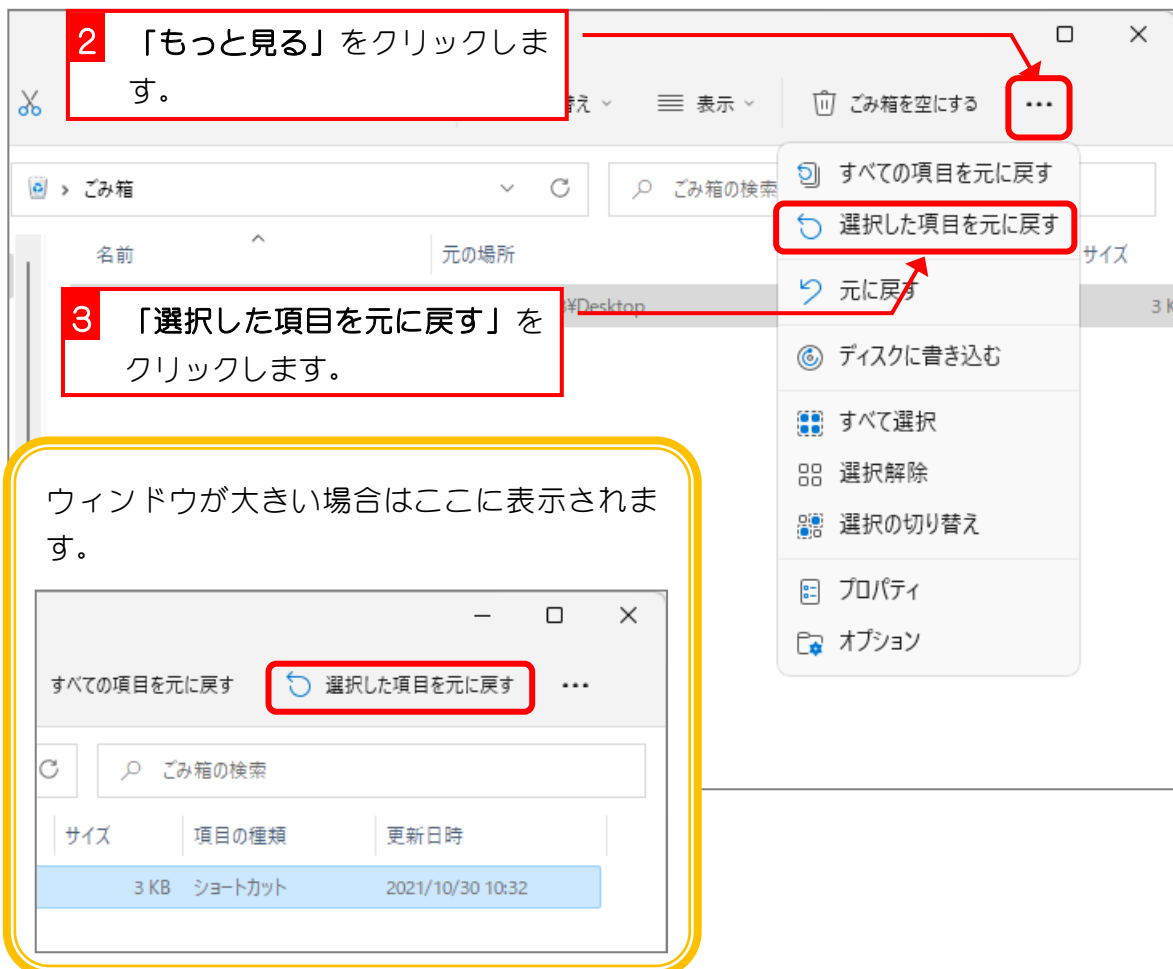 2 「もっと見る」をクリックしま
す。
替え
表示
ごみ箱を空にする
•••
ごみ箱
ごみ箱の検索
すべての項目を元に戻す
選択した項目を元に戻す
名前
元の場所
サイズ
元に戻す
¥Desktop
3 K
3 「選択した項目を元に戻す」を
クリックします。
ディスクに書き込む
すべて選択
選択解除
選択の切り替え
プロパティ
オプション
ウィンドウが大きい場合はここに表示されま
す。
すべての項目を元に戻す
選択した項目を元に戻す
•••
ごみ箱の検索
サイズ 項目の種類 更新日時
3 KB ショートカット 2021/10/30 10:32